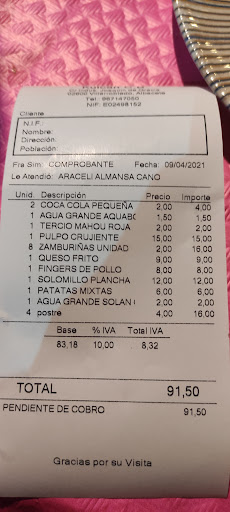 02600 Villarrobledo, Albacete
Tel.: 967147060
NIF: E02498152
Cliente
N.I.F.:
Nombre:
Dirección:
Población:
Fra Sim: COMPROBANTE Fecha: 09/04/2021
Le Atendió: ARACELI ALMANSA CANO
Unid. Descripción Precio Importe
2 COCA COLA PEQUEÑA 2,00 4,00
1 AGUA GRANDE AQUABO 1,50 1,50
1 TERCIO MAHOU ROJA 2,00 2,00
1 PULPO CRUJIENTE 15,00 15,00
8 ZAMBURIÑAS UNIDAD 2,00 16,00
1 QUESO FRITO 9,00 9,00
1 FINGERS DE POLLO 8,00 8,00
1 SOLOMILLO PLANCHA 12,00 12,00
1 PATATAS MIXTAS 6,00 6,00
1 AGUA GRANDE SOLAN 2,00 2,00
4 postre 4,00 16,00
Base % IVA Total IVA
83,18 10,00 8,32
TOTAL 91,50
PENDIENTE DE COBRO 91,50
Gracias por su Visita